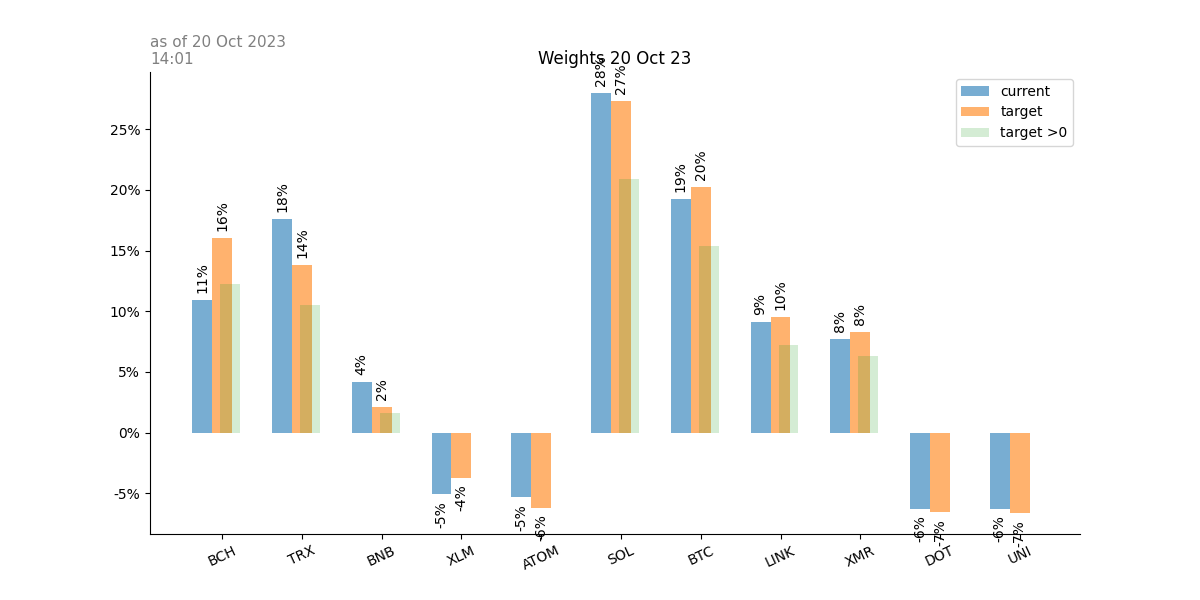 as of 20 Oct 2023
14:01
Weights 20 Oct 23
current
target
target >0
25%
20%
15%
10%
5%
0%
-5%
11%
16%
18%
14%
4%
2%
-5%
-4%
-5%
-6%
28%
27%
19%
20%
9%
10%
8%
8%
-6%
-7%
-6%
-7%
BCH
TRX
BNB
XLM
ATOM
SOL
BTC
LINK
XMR
DOT
UNI